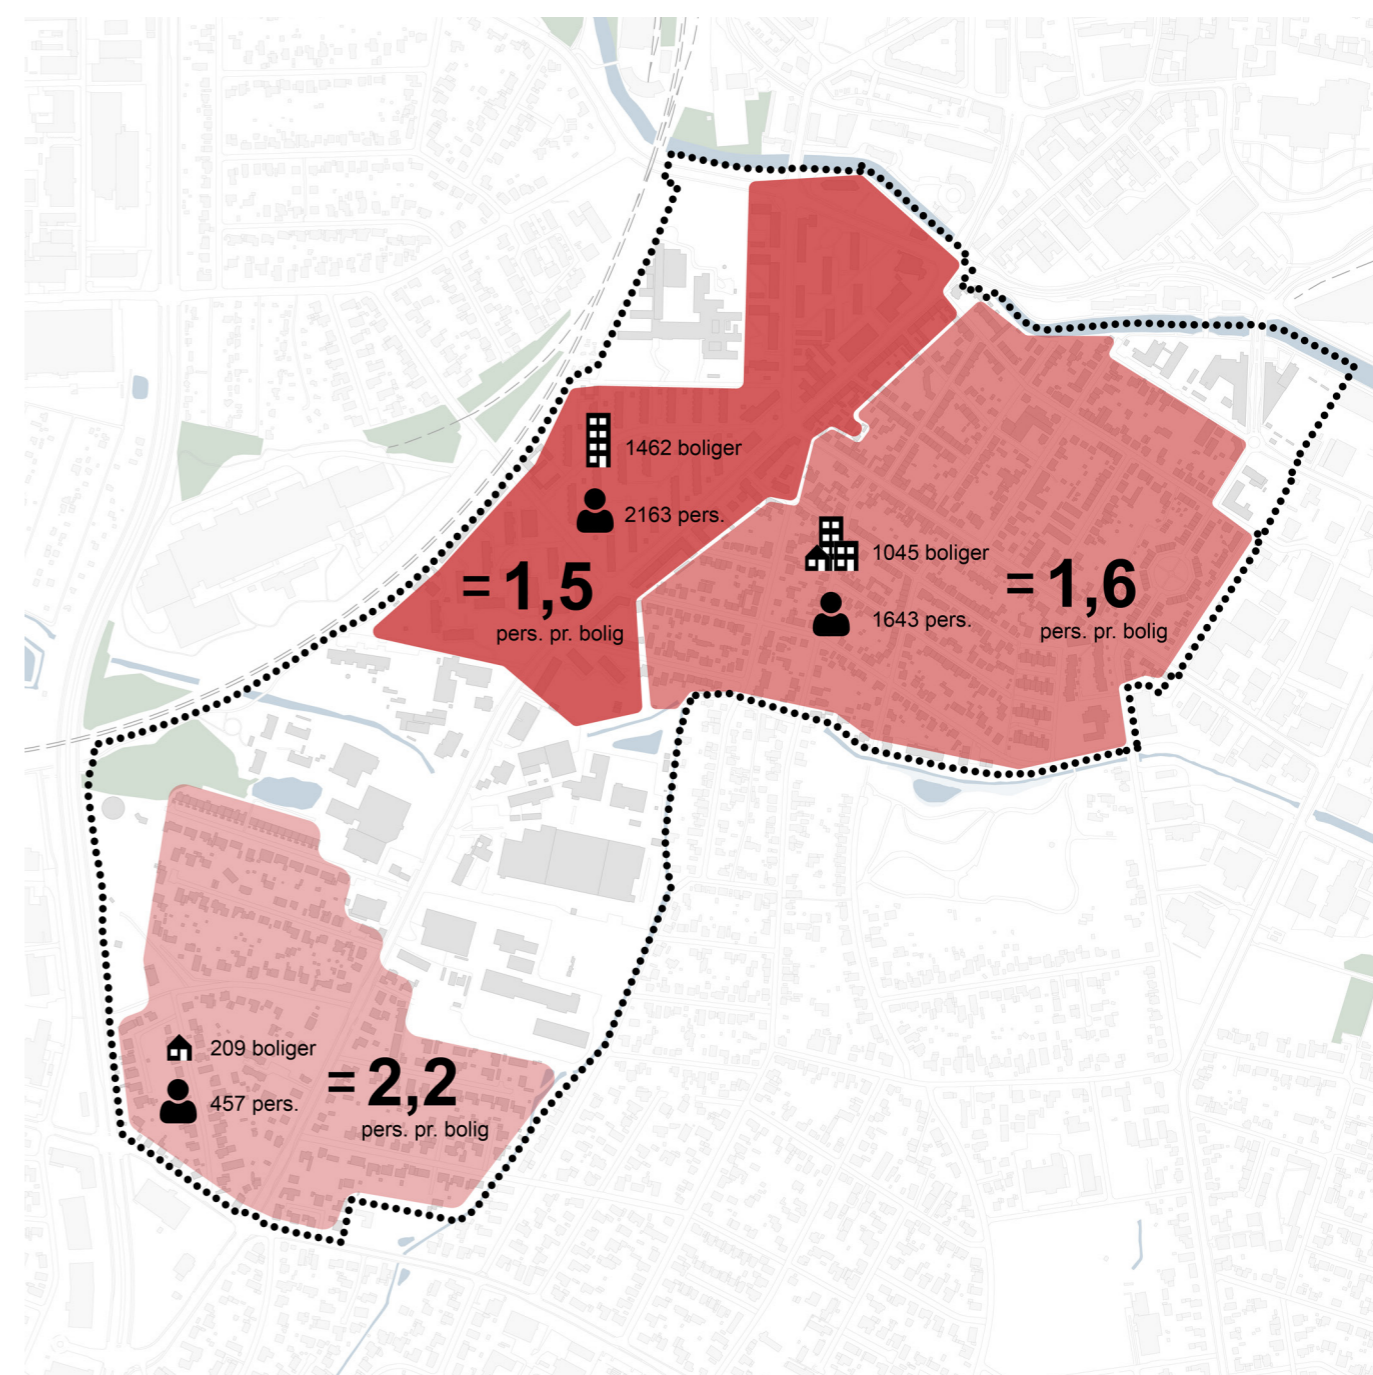 1462 boliger
2163 pers.
= 1,5
pers. pr. bolig
1045 boliger
1643 pers.
= 1,6
pers. pr. bolig
209 boliger
457 pers.
= 2,2
pers. pr. bolig